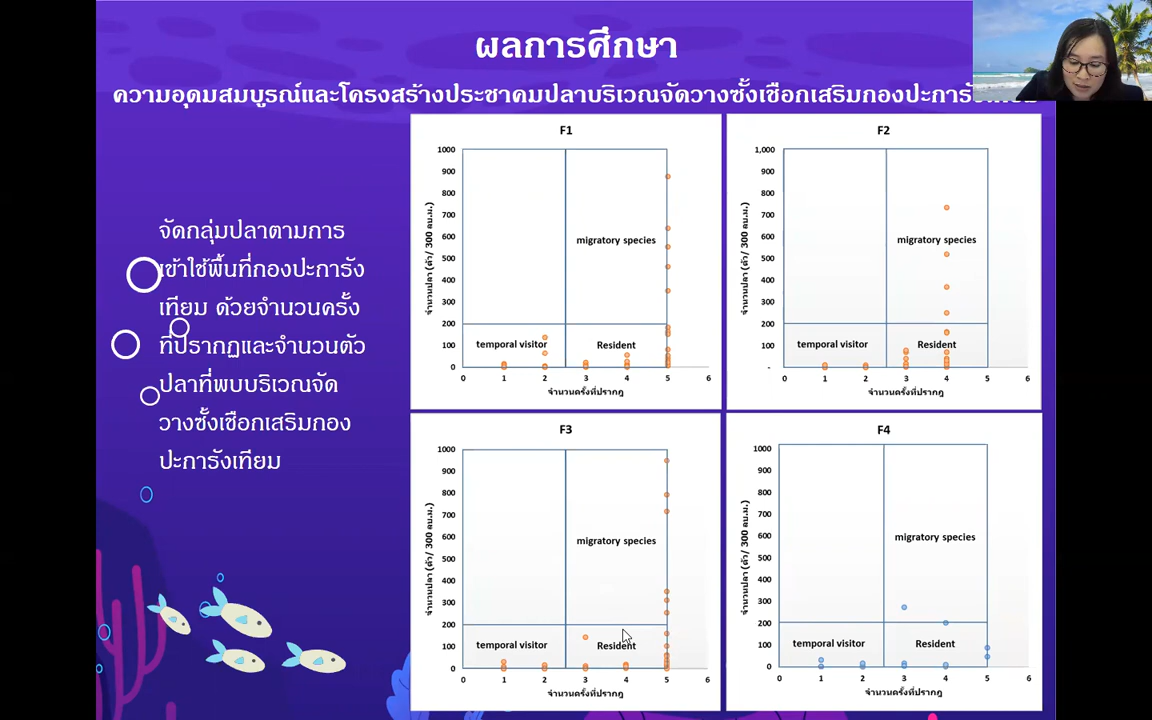 ผลการศึกษา
ความอุดมสมบูรณ์และโครงสร้างประชาคมปลาบริเวณจัดวางซั้งเชือกเสริมกองปะการังเทียม
จัดกลุ่มปลาตามการ
เข้าใช้พื้นที่กองปะการัง
เทียม ด้วยจำนวนครั้ง
ที่ปรากฏและจำนวนตัว
ปลาที่พบบริเวณจัด
วางซั้งเชือกเสริมกอง
ปะการังเทียม
F1
จำนวนปลา (ตัว/ 300 ลบ.ม.)
1000
900
800
700
600
500
400
300
200
100
0
migratory species
temporal visitor
Resident
0 1 2 3 4 5 6
จำนวนครั้งที่ปรากฎ
F2
จำนวนปลา (ตัว/ 300 ลบ.ม.)
1,000
900
800
700
600
500
400
300
200
100
-
migratory species
temporal visitor
Resident
0 1 2 3 4 5 6
จำนวนครั้งที่ปรากฎ
F3
จำนวนปลา (ตัว/ 300 ลบ.ม.)
1000
900
800
700
600
500
400
300
200
100
0
migratory species
temporal visitor
Resident
0 1 2 3 4 5 6
จำนวนครั้งที่ปรากฎ
F4
จำนวนปลา (ตัว/ 300 ลบ.ม.)
1000
900
800
700
600
500
400
300
200
100
0
migratory species
temporal visitor
Resident
0 1 2 3 4 5 6
จำนวนครั้งที่ปรากฎ